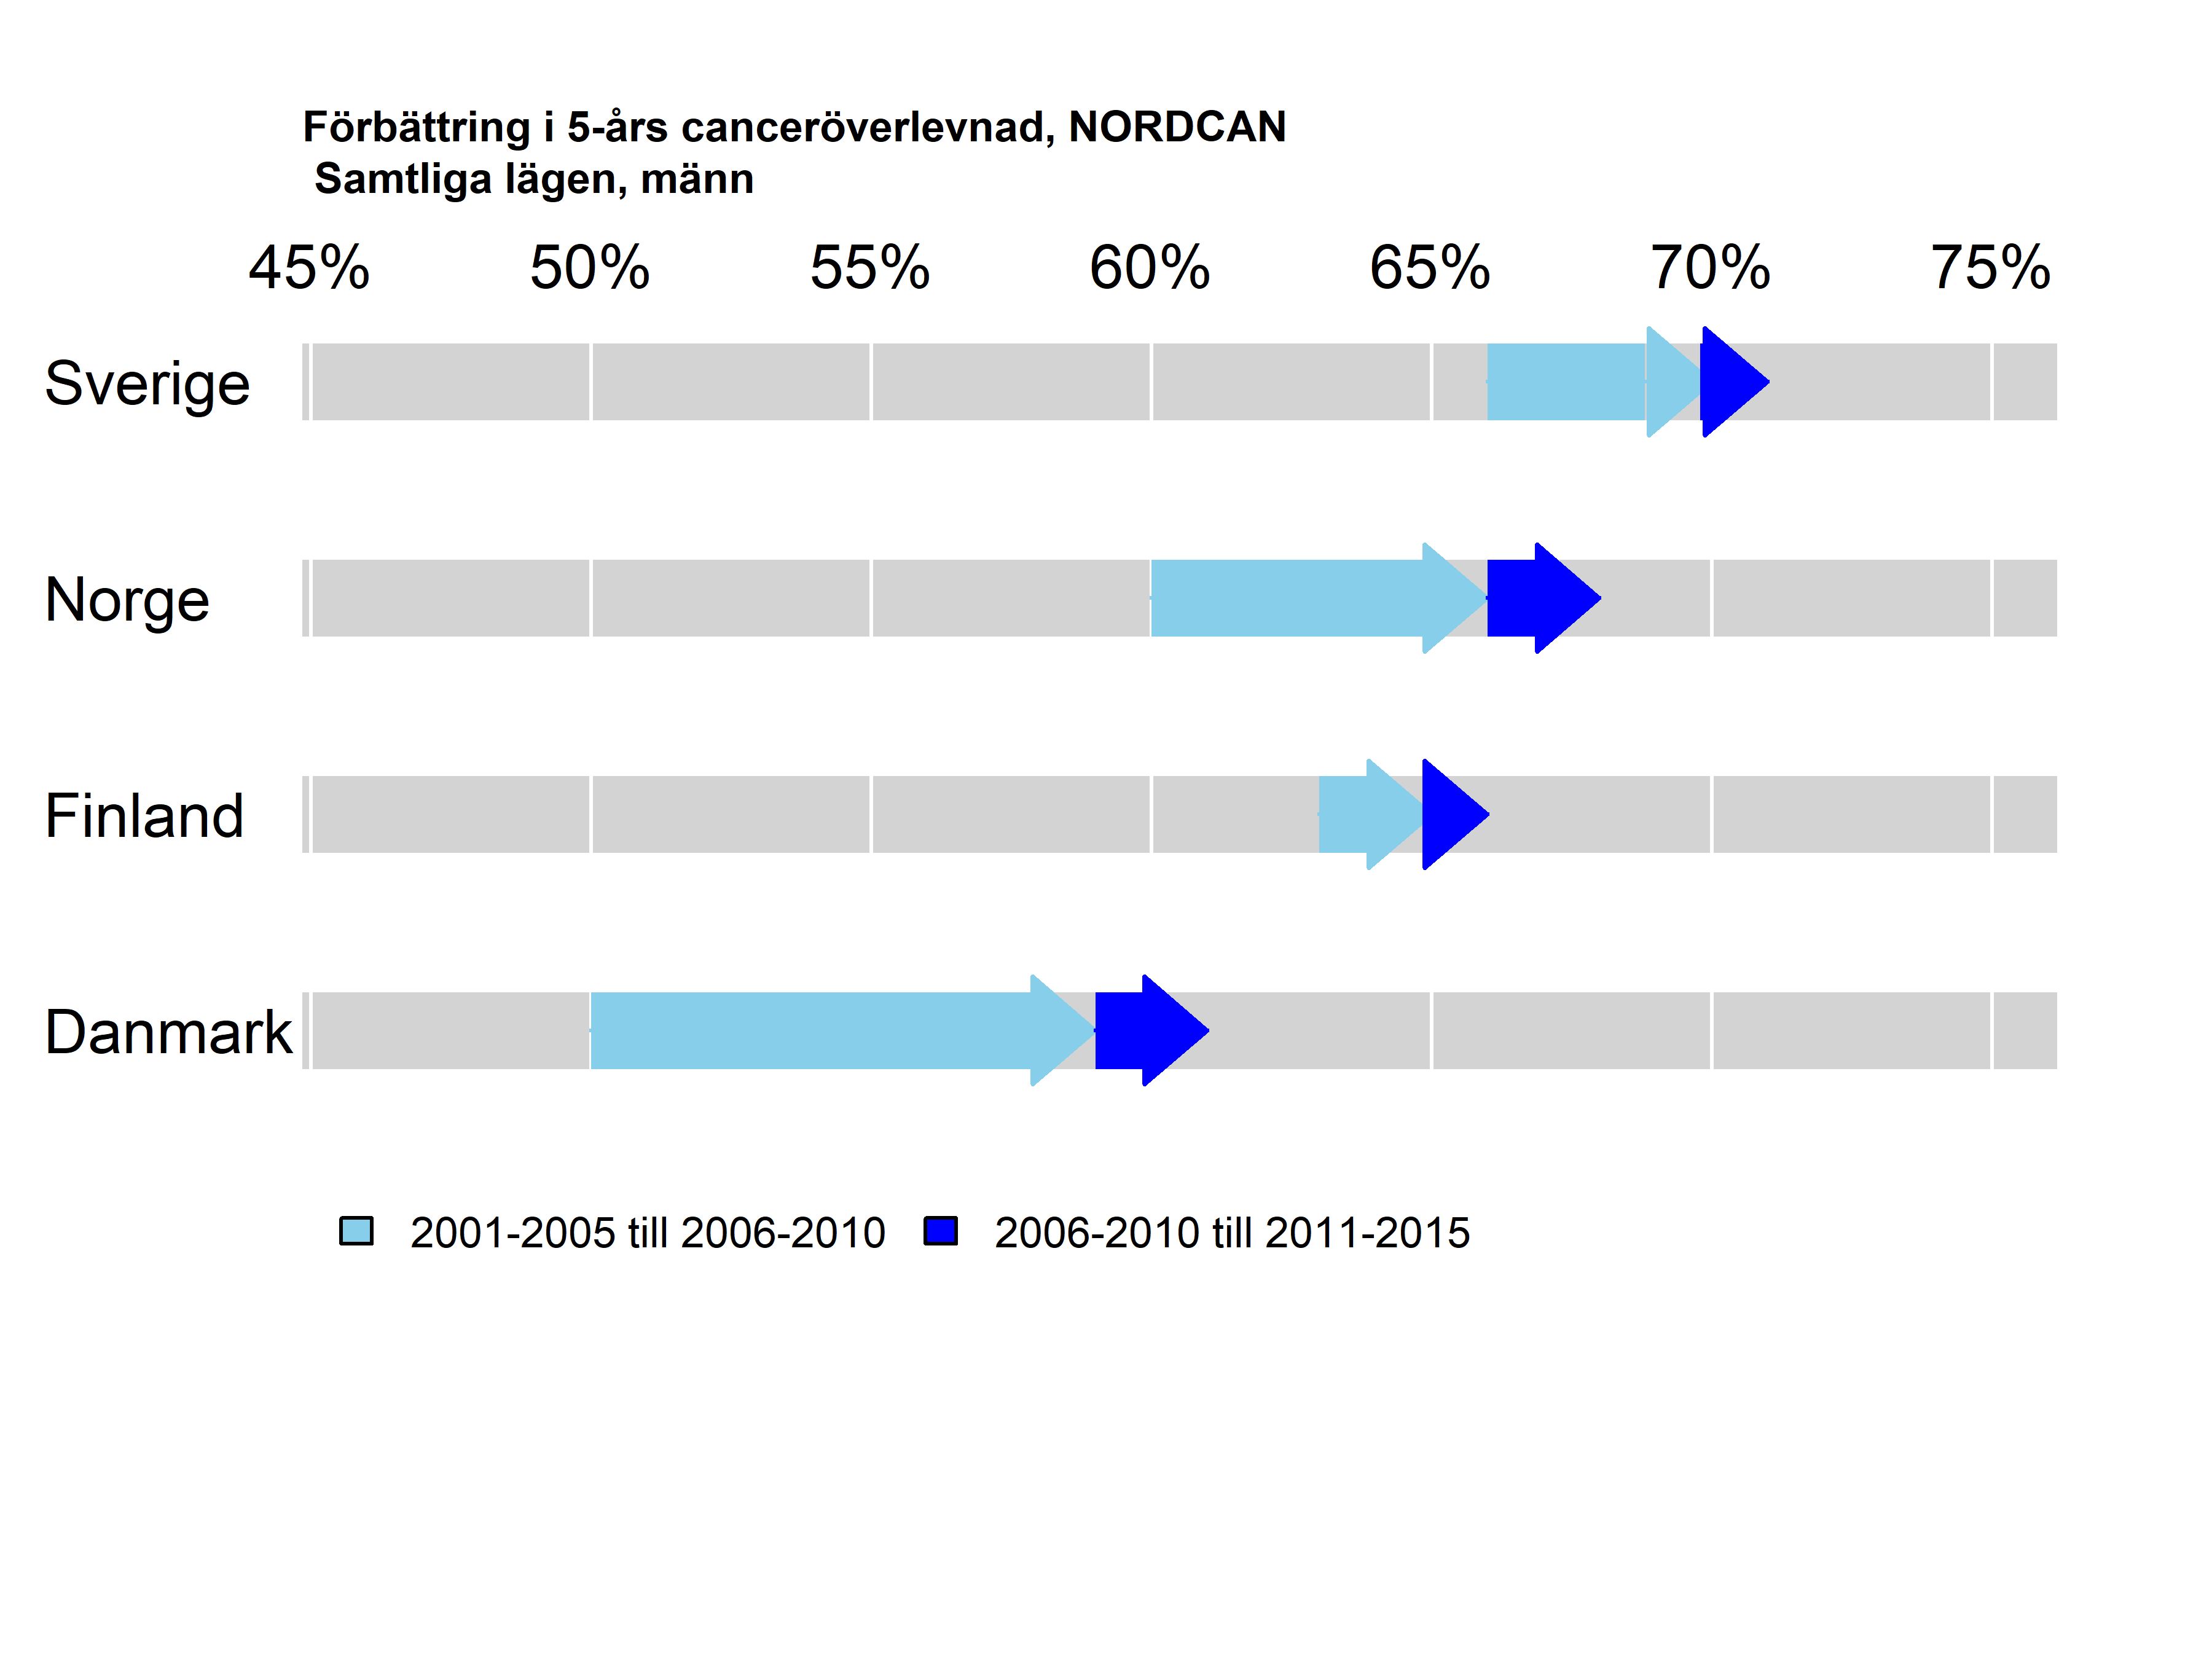 Förbättring i 5-års canceröverlevnad, NORDCAN
Samtliga lägen, männ
45% 50% 55% 60% 65% 70% 75%
Sverige
Norge
Finland
Danmark
2001-2005 till 2006-2010 2006-2010 till 2011-2015